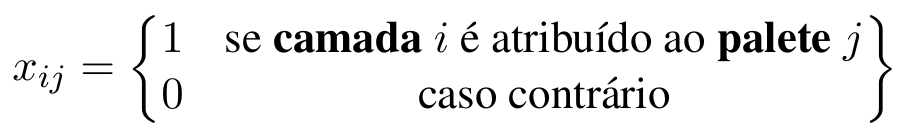 x_{ij} = { 1 se camada i é atribuído ao palete j
0 caso contrário }